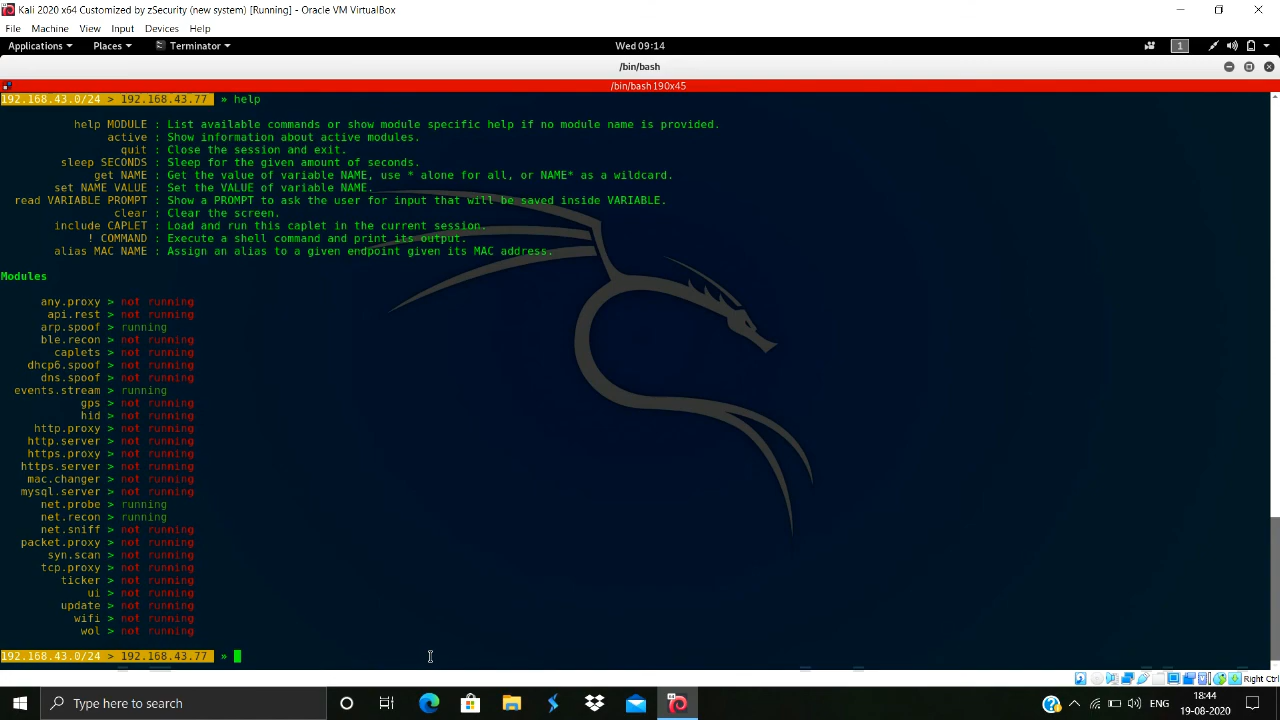 Kali 2020 x64 Customized by zSecurity (new system) [Running] - Oracle VM VirtualBox
File Machine View Input Devices Help
Applications Places Terminator Wed 09:14 1
/bin/bash
/bin/bash 190x45
192.168.43.0/24 > 192.168.43.77 » help
help MODULE : List available commands or show module specific help if no module name is provided.
active : Show information about active modules.
quit : Close the session and exit.
sleep SECONDS : Sleep for the given amount of seconds.
get NAME : Get the value of variable NAME, use * alone for all, or NAME* as a wildcard.
set NAME VALUE : Set the VALUE of variable NAME.
read VARIABLE PROMPT : Show a PROMPT to ask the user for input that will be saved inside VARIABLE.
clear : Clear the screen.
include CAPLET : Load and run this caplet in the current session.
! COMMAND : Execute a shell command and print its output.
alias MAC NAME : Assign an alias to a given endpoint given its MAC address.
Modules
any.proxy > not running
api.rest > not running
arp.spoof > running
ble.recon > not running
caplets > not running
dhcp6.spoof > not running
dns.spoof > not running
events.stream > running
gps > not running
hid > not running
http.proxy > not running
http.server > not running
https.proxy > not running
https.server > not running
mac.changer > not running
mysql.server > not running
net.probe > running
net.recon > running
net.sniff > not running
packet.proxy > not running
syn.scan > not running
tcp.proxy > not running
ticker > not running
ui > not running
update > not running
wifi > not running
wol > not running
192.168.43.0/24 > 192.168.43.77 »
Right Ctrl
Type here to search
ENG
18:44
19-08-2020